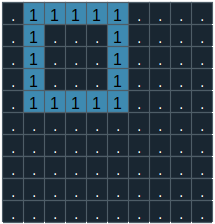 . 1 1 1 1 1 . . . .
. 1 . . . 1 . . . .
. 1 . . . 1 . . . .
. 1 . . . 1 . . . .
. 1 1 1 1 1 . . . .
. . . . . . . . . .
. . . . . . . . . .
. . . . . . . . . .
. . . . . . . . . .
. . . . . . . . . .